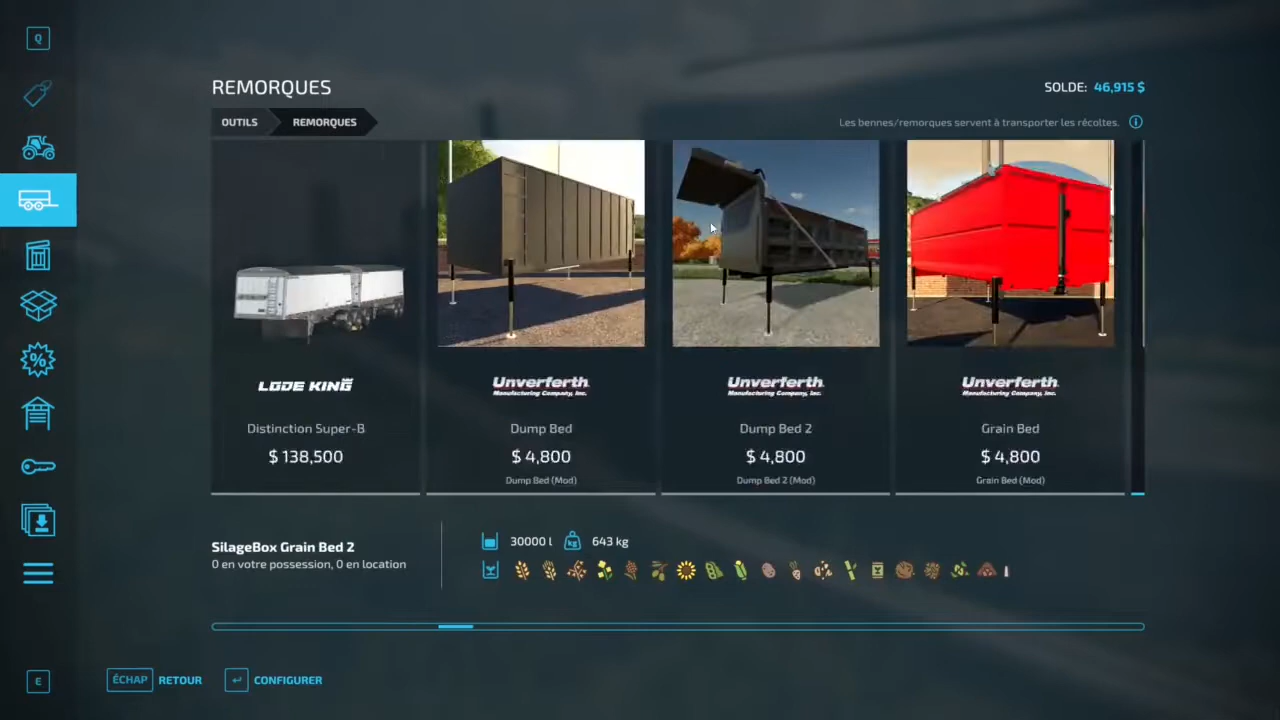 Q
REMORQUES
SOLDE: 46,915 $
OUTILS
REMORQUES
Les bennes/remorques servent à transporter les récoltes.
LODE KING
Unverferth
Manufacturing Company, Inc.
Unverferth
Manufacturing Company, Inc.
Unverferth
Manufacturing Company, Inc.
Distinction Super-B
Dump Bed
Dump Bed 2
Grain Bed
$ 138,500
$ 4,800
$ 4,800
$ 4,800
Dump Bed (Mod)
Dump Bed 2 (Mod)
Grain Bed (Mod)
SilageBox Grain Bed 2
0 en votre possession, 0 en location
30000 l
kg
643 kg
E
ÉCHAP
RETOUR
CONFIGURER